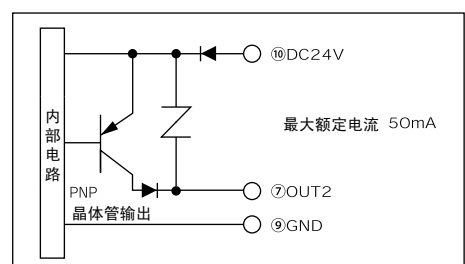 ⑩DC24V
内部电路
最大额定电流 50mA
PNP
晶体管输出
⑦OUT2
⑨GND